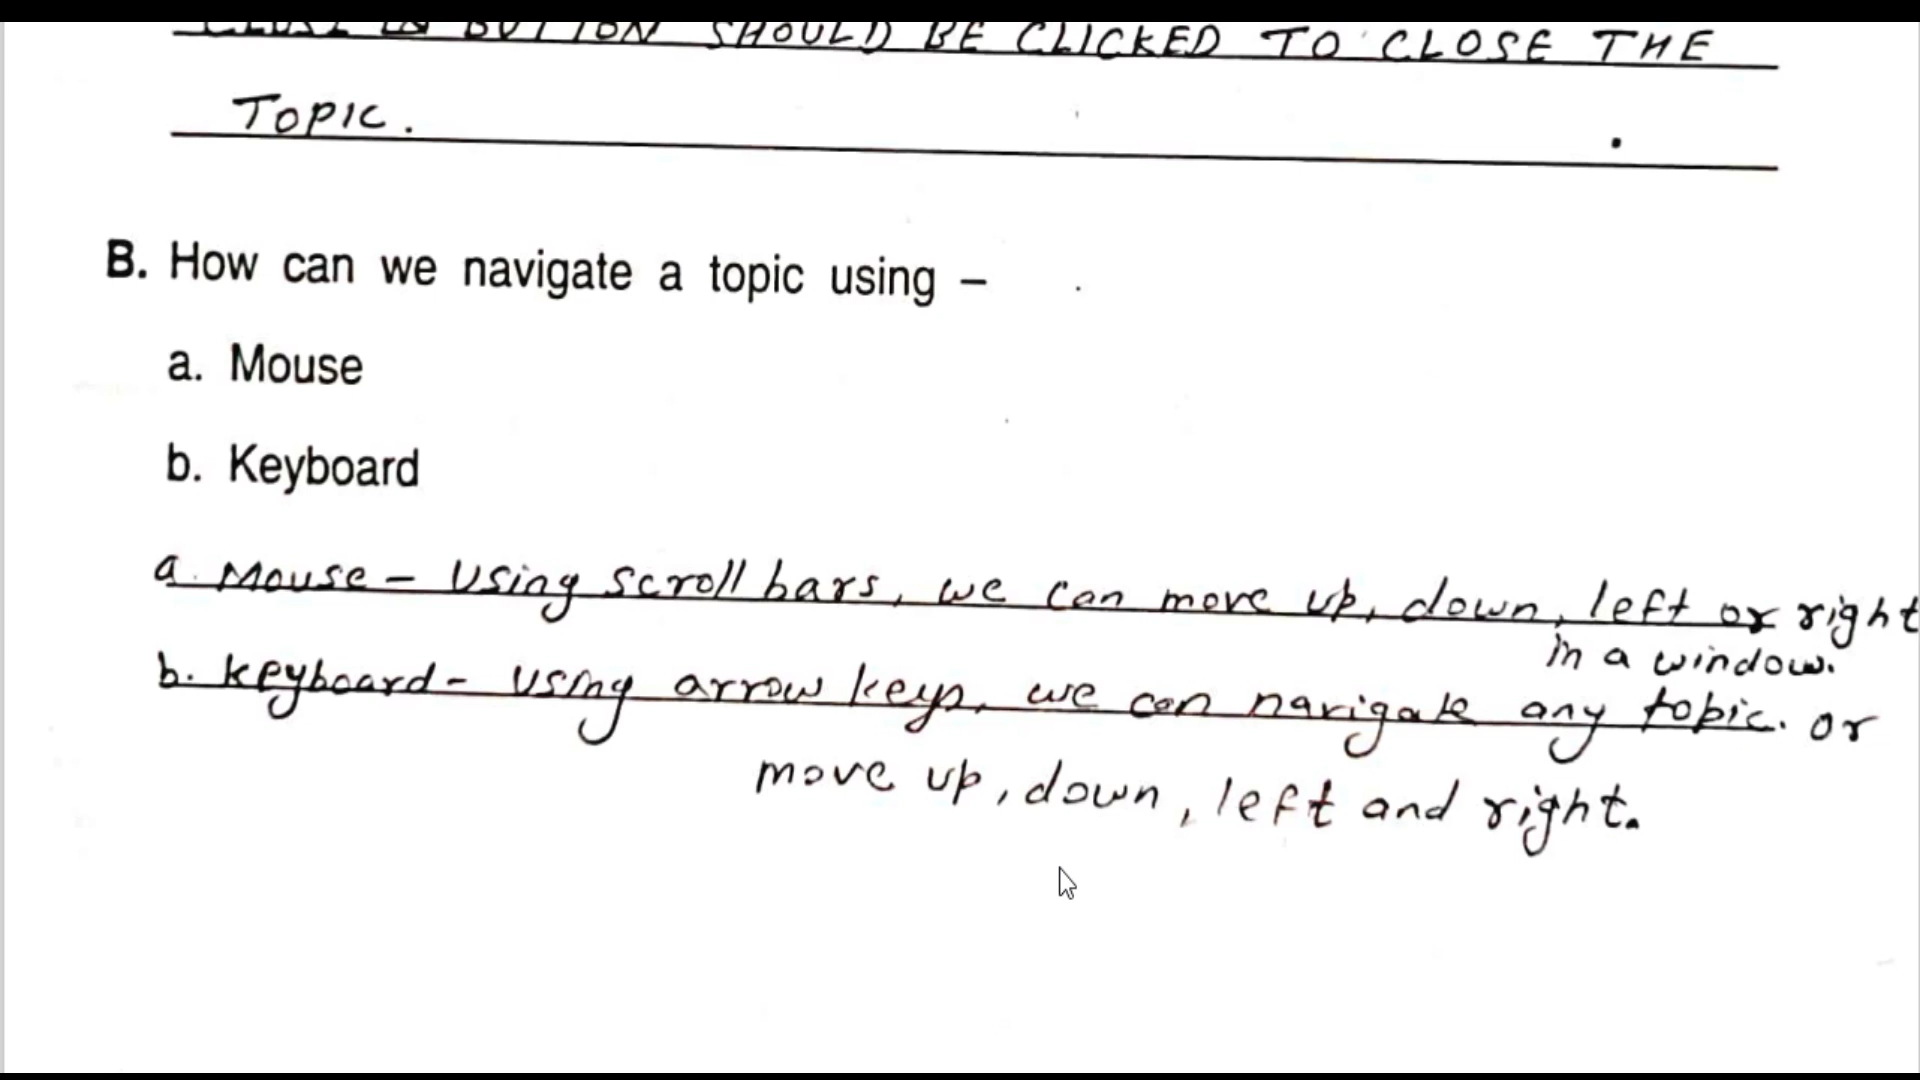 BUTTON SHOULD BE CLICKED TO CLOSE THE
TOPIC.
B. How can we navigate a topic using –
a. Mouse
b. Keyboard
a. Mouse – Using scroll bars, we can move up, down, left or right
in a window.
b. keyboard - using arrow keys, we can navigate any topic. or
move up, down, left and right.